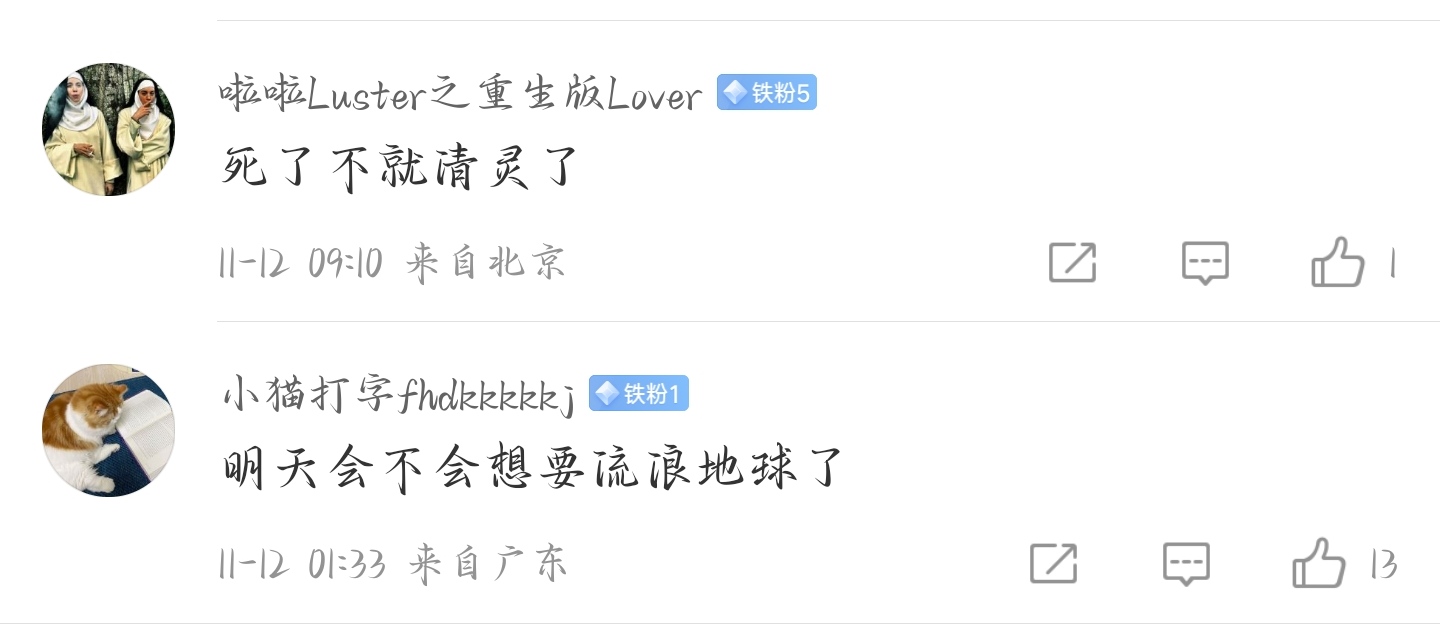 啦啦Luster之重生版Lover 铁粉5
死了不就清灵了
11-12 09:10 来自北京
1
小猫打字fhdkkkkkj 铁粉1
明天会不会想要流浪地球了
11-12 01:33 来自广东
13